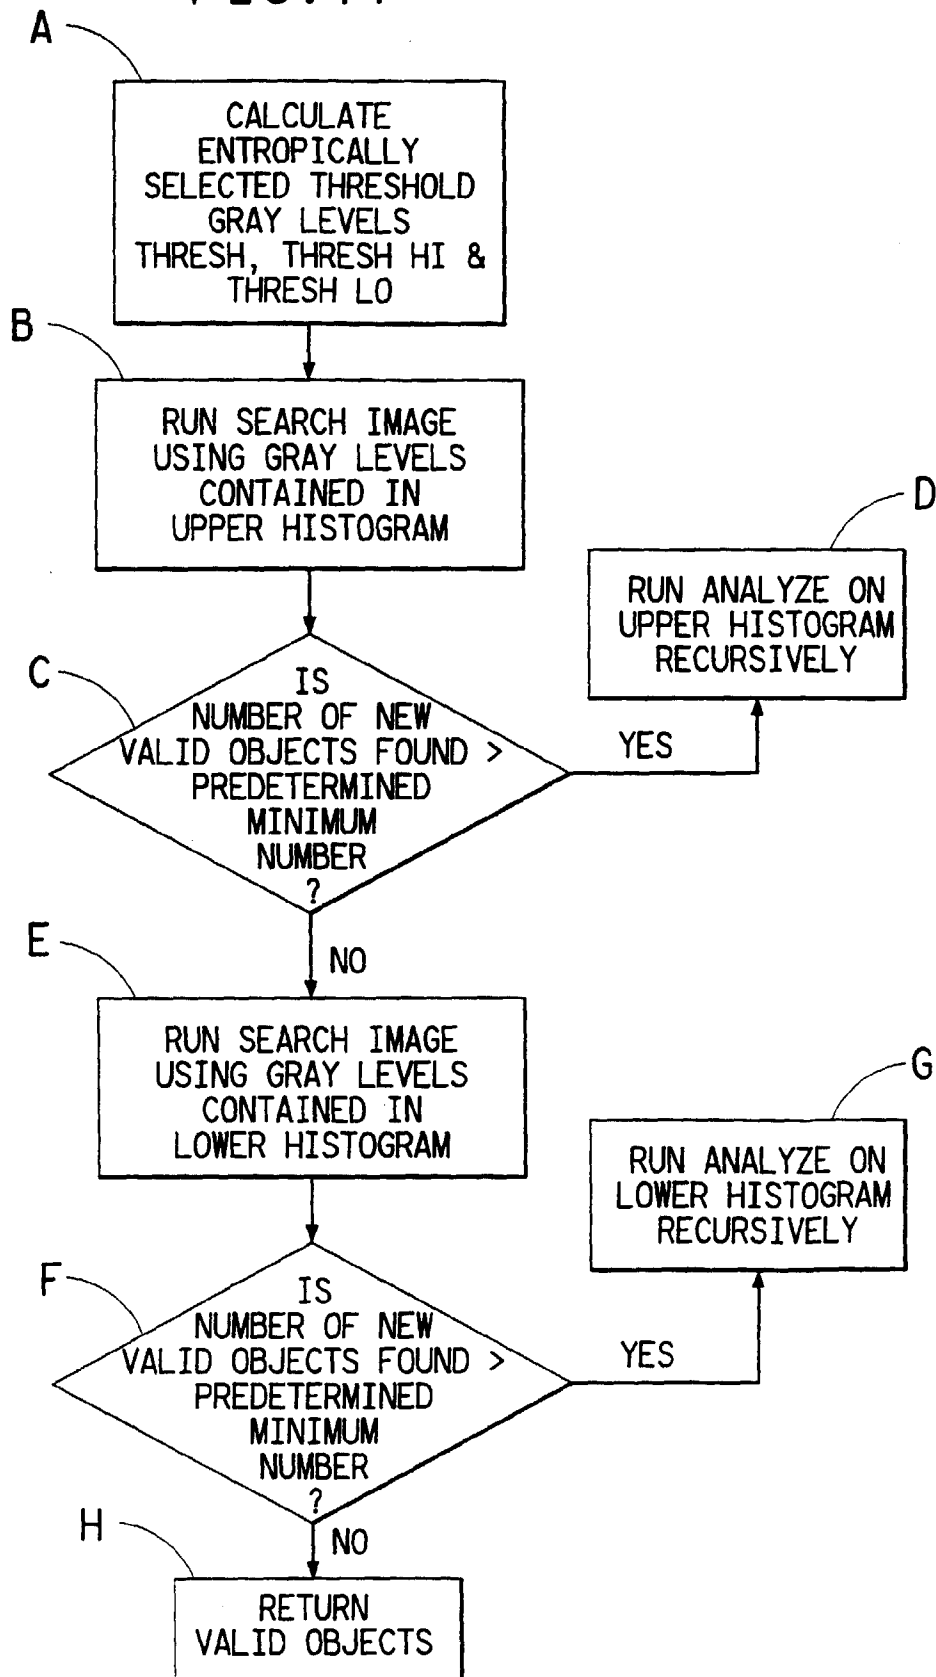 A
CALCULATE
ENTROPICALLY
SELECTED THRESHOLD
GRAY LEVELS
THRESH, THRESH HI &
THRESH LO
B
RUN SEARCH IMAGE
USING GRAY LEVELS
CONTAINED IN
UPPER HISTOGRAM
D
RUN ANALYZE ON
UPPER HISTOGRAM
RECURSIVELY
C
IS
NUMBER OF NEW
VALID OBJECTS FOUND >
PREDETERMINED
MINIMUM
NUMBER
?
YES
NO
E
RUN SEARCH IMAGE
USING GRAY LEVELS
CONTAINED IN
LOWER HISTOGRAM
G
RUN ANALYZE ON
LOWER HISTOGRAM
RECURSIVELY
F
IS
NUMBER OF NEW
VALID OBJECTS FOUND >
PREDETERMINED
MINIMUM
NUMBER
?
YES
NO
H
RETURN
VALID OBJECTS